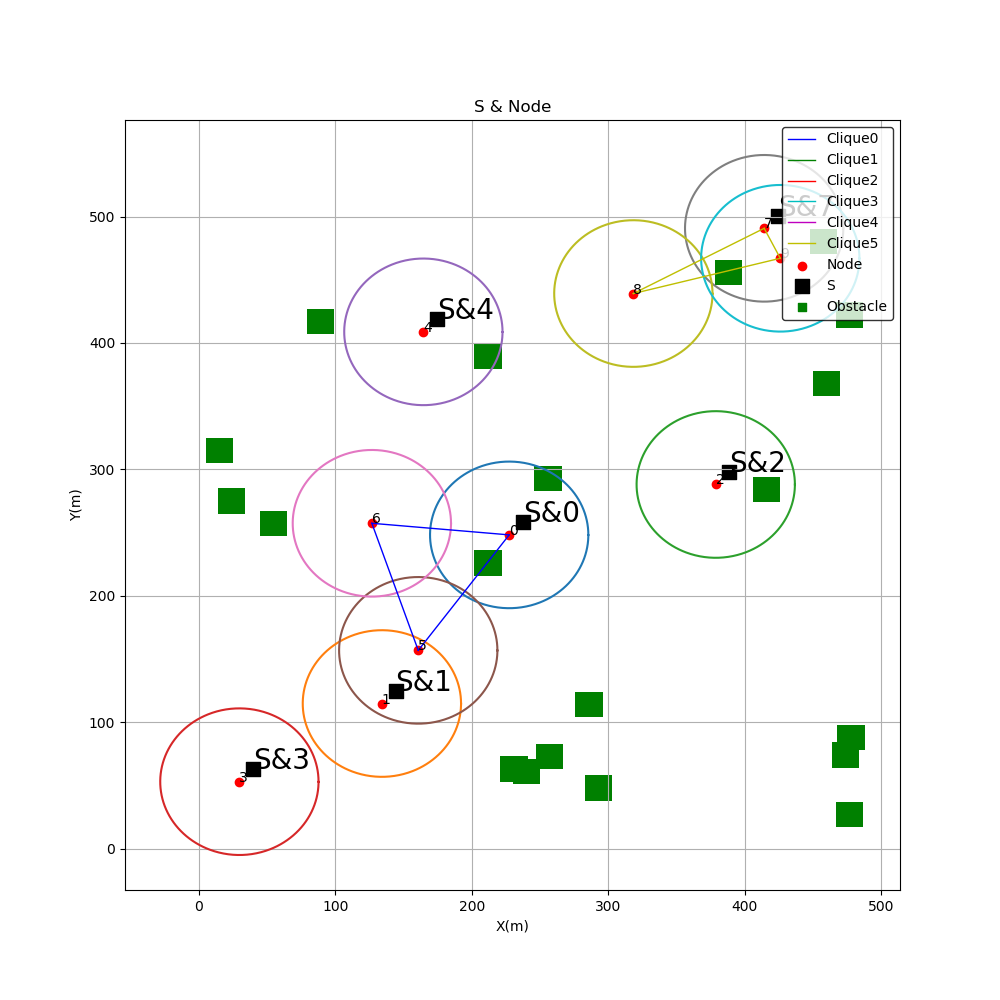 S & Node
Clique0
Clique1
Clique2
Clique3
Clique4
Clique5
Node
S
Obstacle
S&7
7
9
8
S&4
4
S&2
2
S&0
0
6
5
S&1
1
S&3
3
500
400
300
200
100
0
Y(m)
0 100 200 300 400 500
X(m)